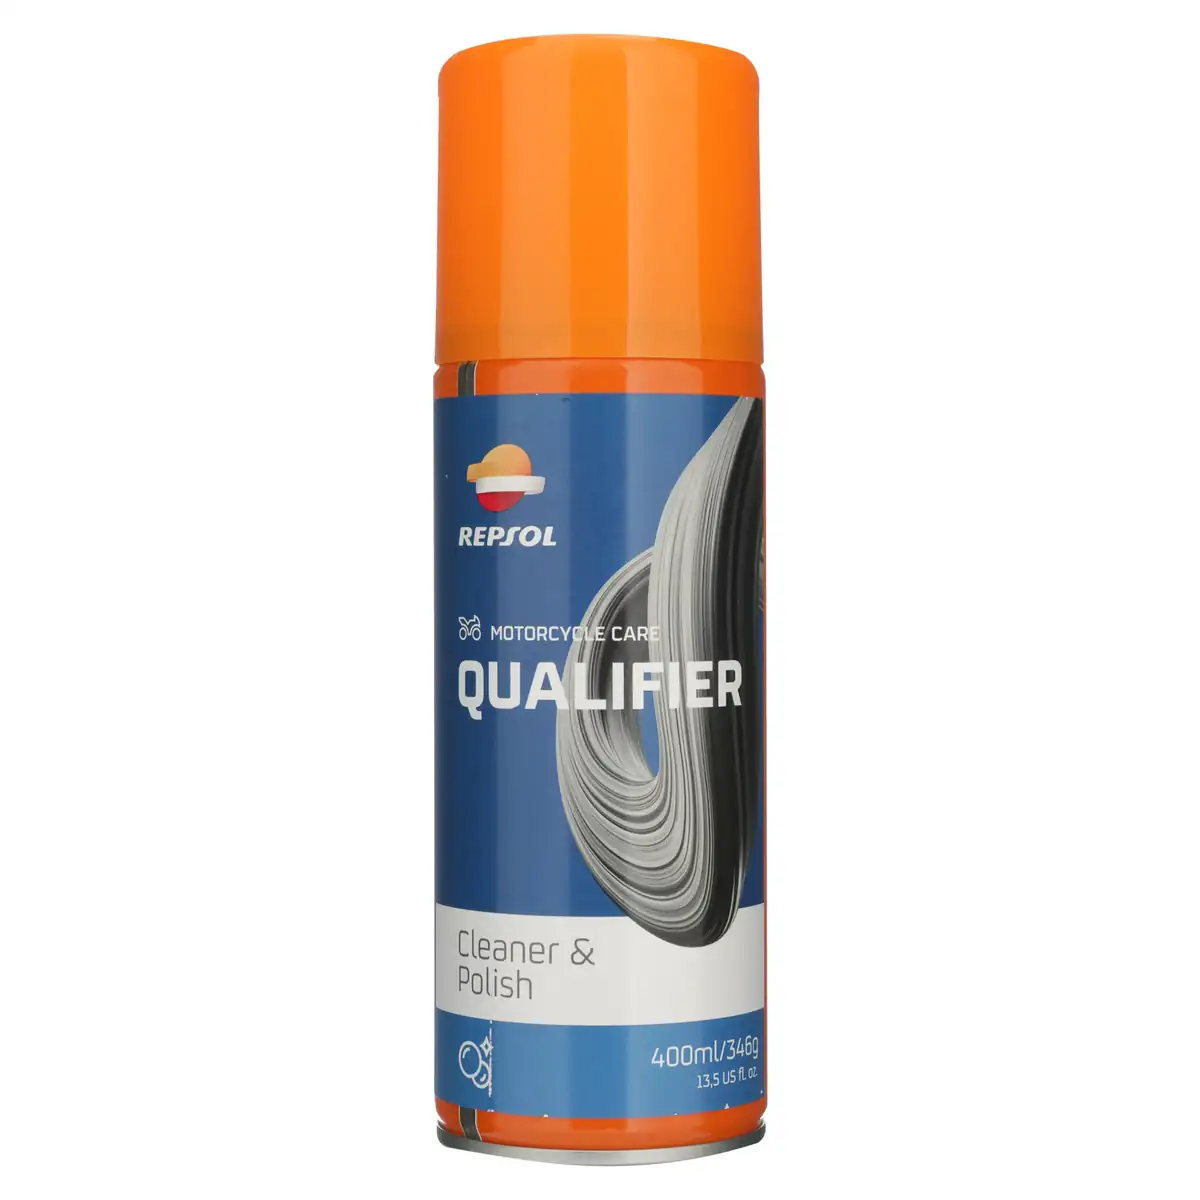 REPSOL
MOTORCYCLE CARE
QUALIFIER
Cleaner &
Polish
400ml/346g
13,5 US fl. oz.